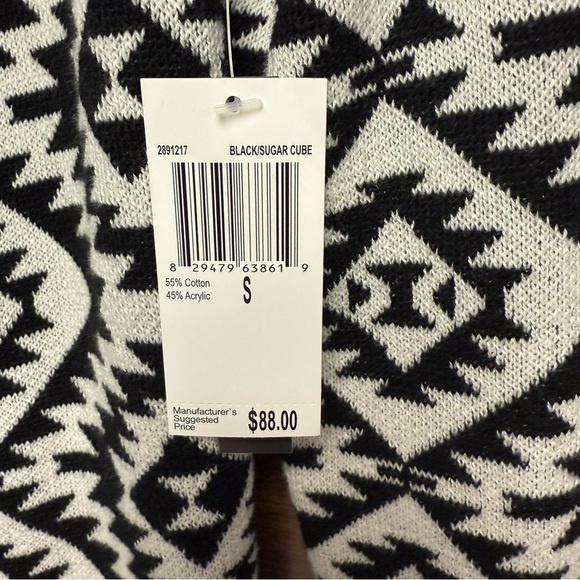 2891217 BLACK/SUGAR CUBE
8 29479 63861 9
55% Cotton
45% Acrylic
S
Manufacturer`s
Suggested
Price
$88.00